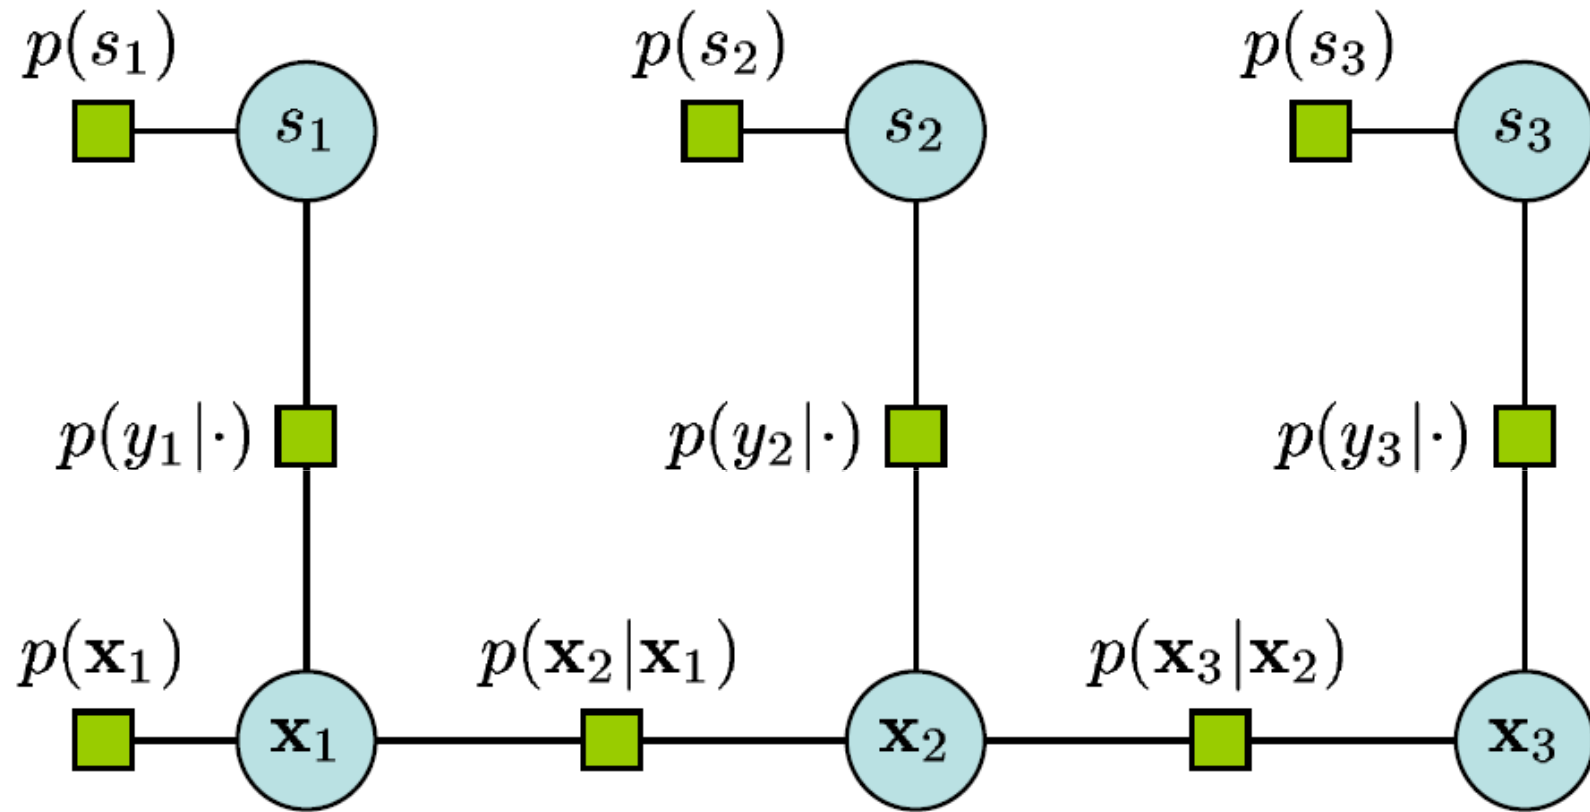 p(s₁) p(s₂) p(s₃)
s₁ s₂ s₃
p(y₁|·) p(y₂|·) p(y₃|·)
p(𝐱₁) p(𝐱₂|𝐱₁) p(𝐱₃|𝐱₂)
𝐱₁ 𝐱₂ 𝐱₃